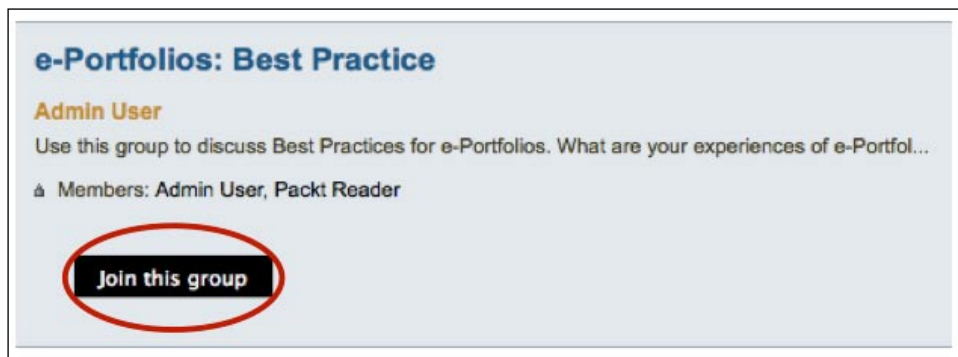 e-Portfolios: Best Practice
Admin User
Use this group to discuss Best Practices for e-Portfolios. What are your experiences of e-Portfol...
Members: Admin User, Packt Reader
Join this group